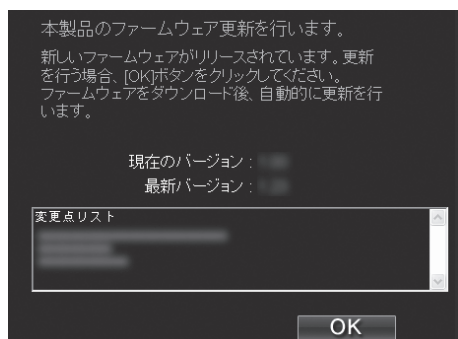 本製品のファームウェア更新を行います。
新しいファームウェアがリリースされています。更新
を行う場合、[OK]ボタンをクリックしてください。
ファームウェアをダウンロード後、自動的に更新を行
います。
現在のバージョン :
最新バージョン :
変更点リスト
OK